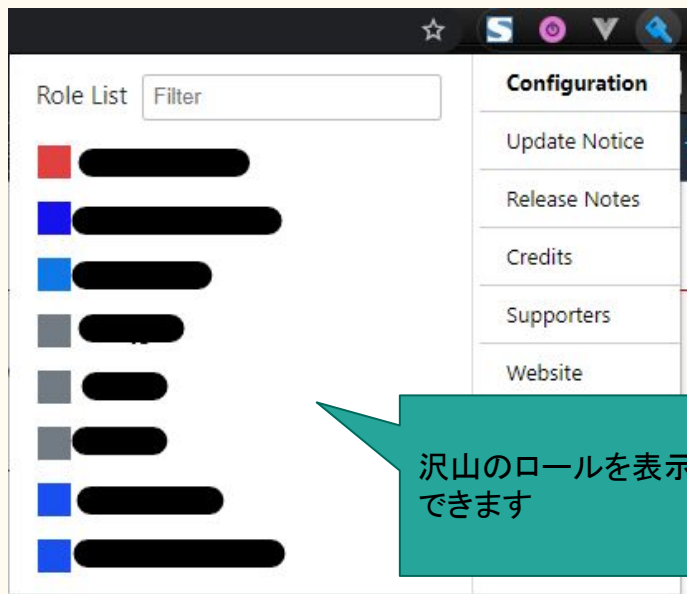 Role List
Filter
Configuration
Update Notice
Release Notes
Credits
Supporters
Website
沢山のロールを表示
できます